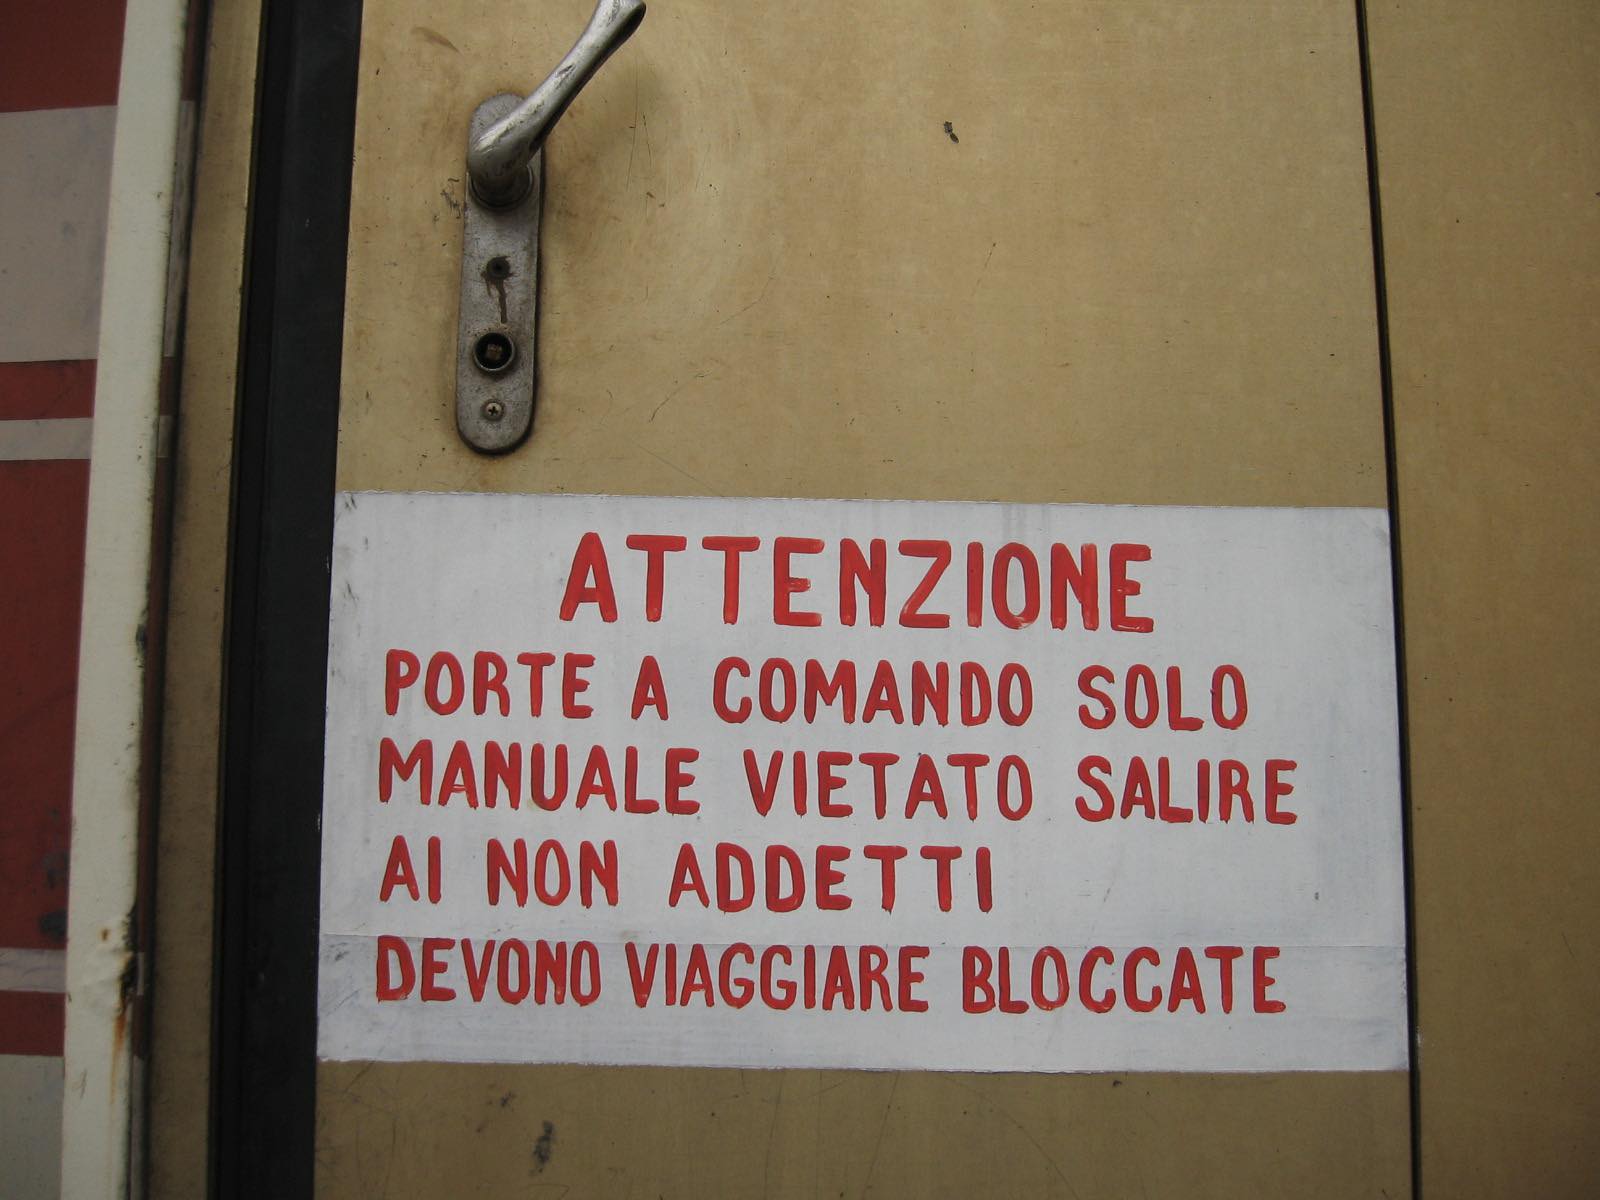 ATTENZIONE
PORTE A COMANDO SOLO
MANUALE VIETATO SALIRE
AI NON ADDETTI
DEVONO VIAGGIARE BLOCCATE